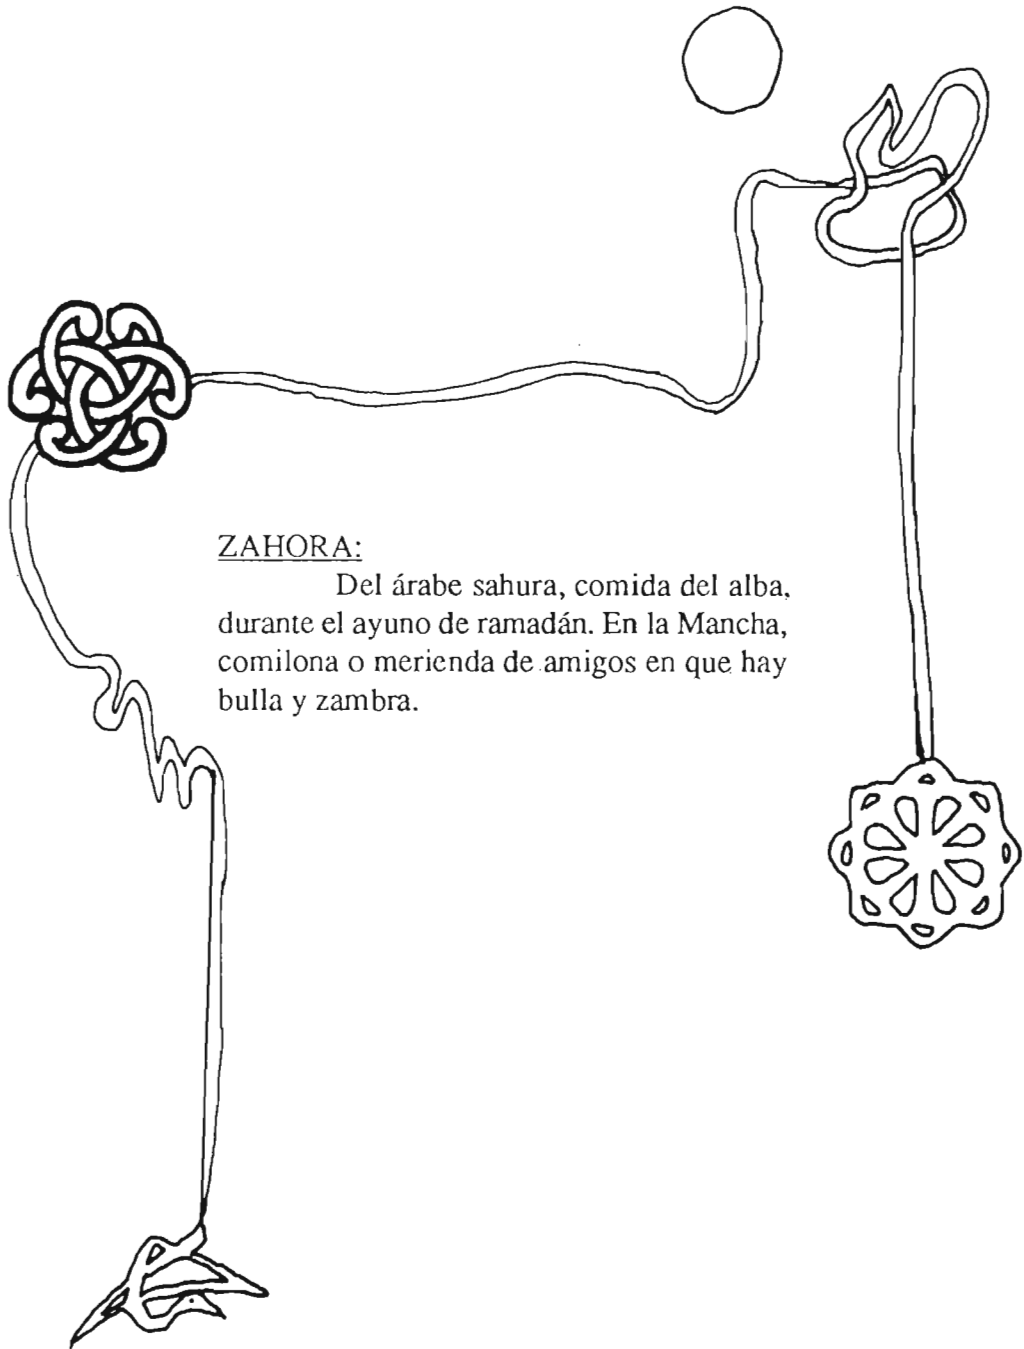 ZAHORA:
Del árabe sahura, comida del alba,
durante el ayuno de ramadán. En la Mancha,
comilona o merienda de amigos en que hay
bulla y zambra.